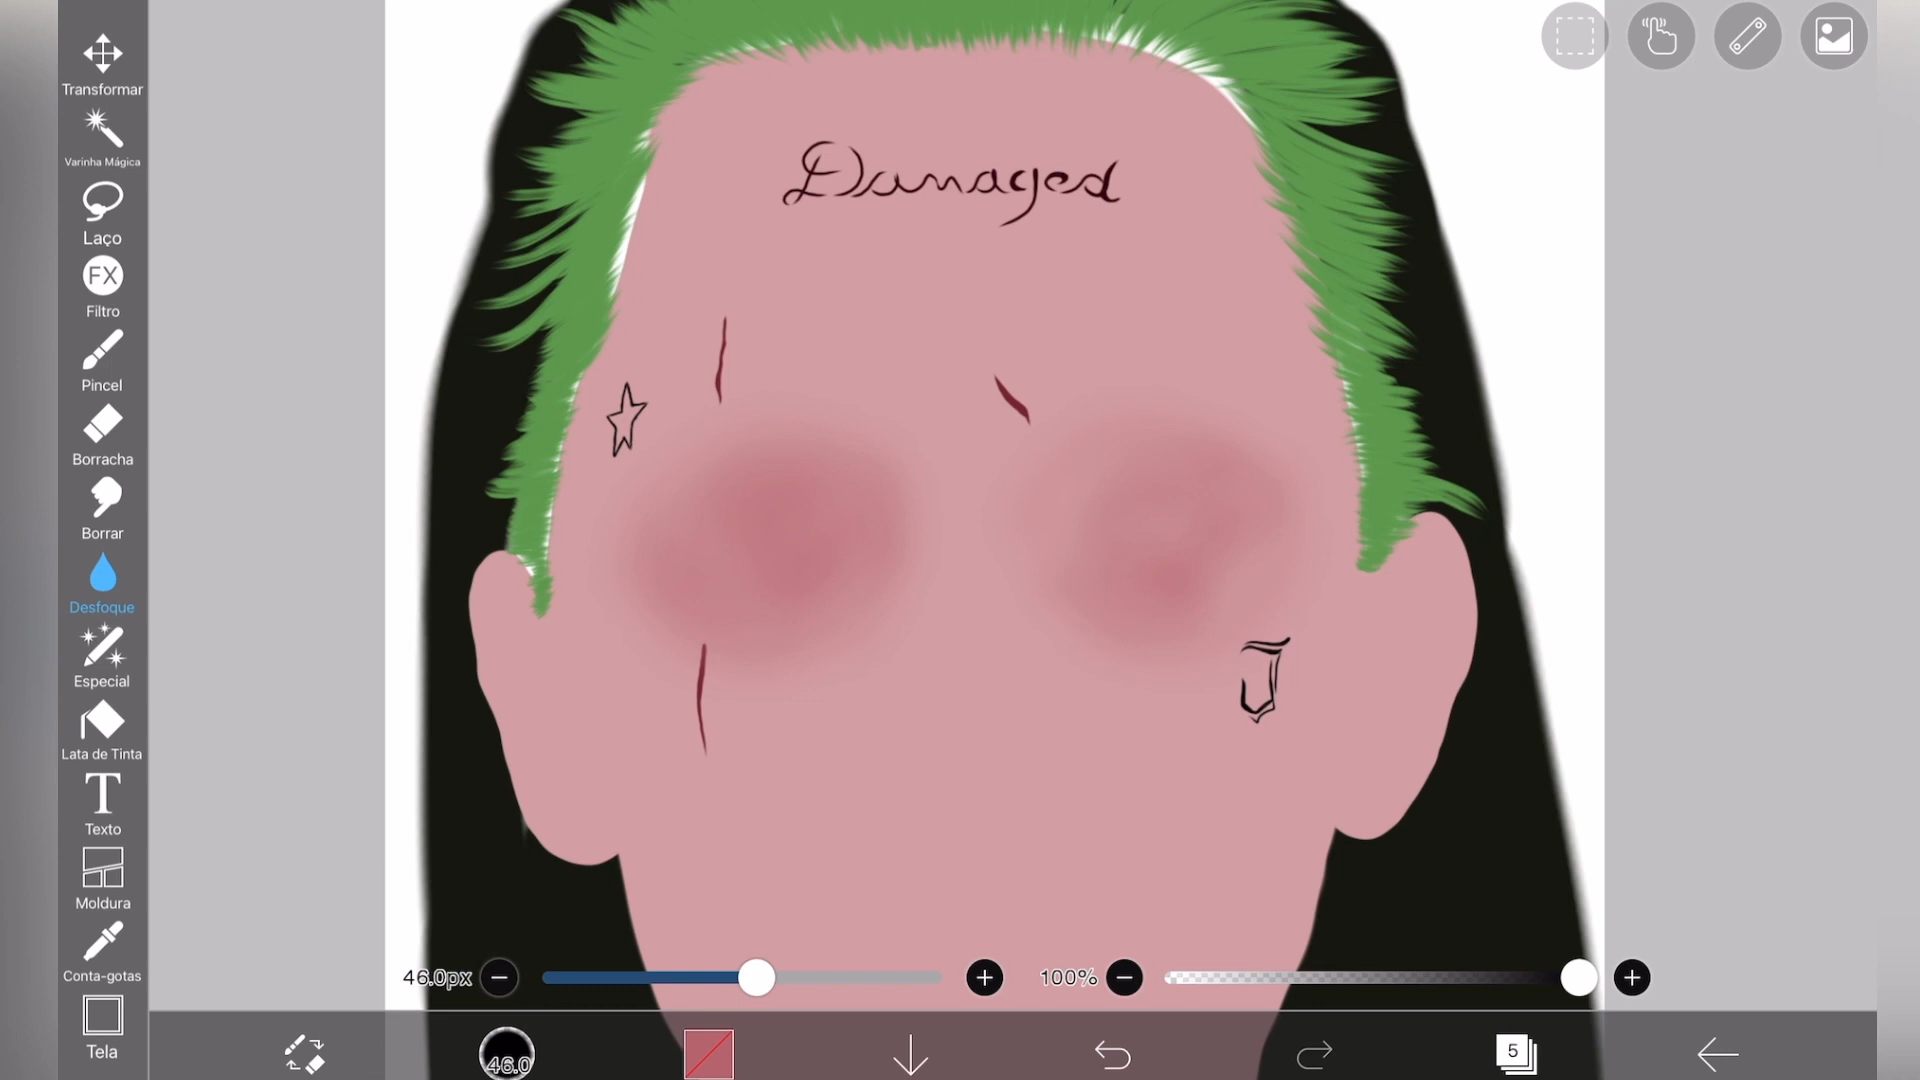 Transformar
Varinha Mágica
Laço
FX
Filtro
Pincel
Borracha
Borrar
Desfoque
Especial
Lata de Tinta
T
Texto
Moldura
Conta-gotas
Tela
Damaged
J
46.0px
100%
46.0
5